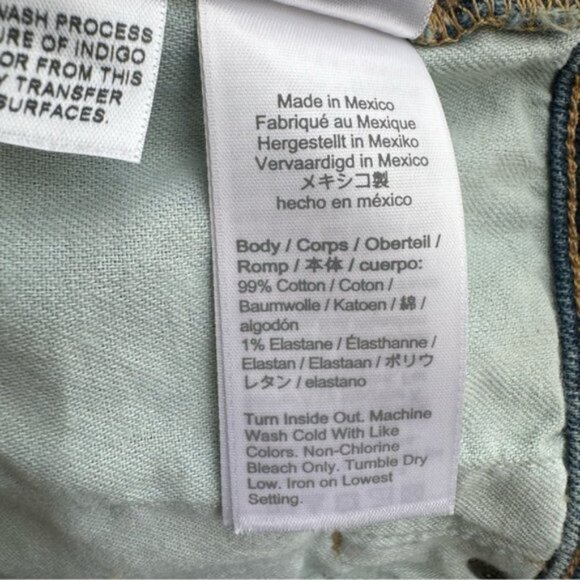 WASH PROCESS
URE OF INDIGO
OR FROM THIS
Y TRANSFER
SURFACES.
Made in Mexico
Fabriqué au Mexique
Hergestellt in Mexiko
Vervaardigd in Mexico
メキシコ製
hecho en méxico
Body / Corps / Oberteil /
Romp / 本体 / cuerpo:
99% Cotton / Coton /
Baumwolle / Katoen / 綿 /
algodón
1% Elastane / Élasthanne /
Elastan / Elastaan / ポリウ
レタン / elastano
Turn Inside Out. Machine
Wash Cold With Like
Colors. Non-Chlorine
Bleach Only. Tumble Dry
Low. Iron on Lowest
Setting.